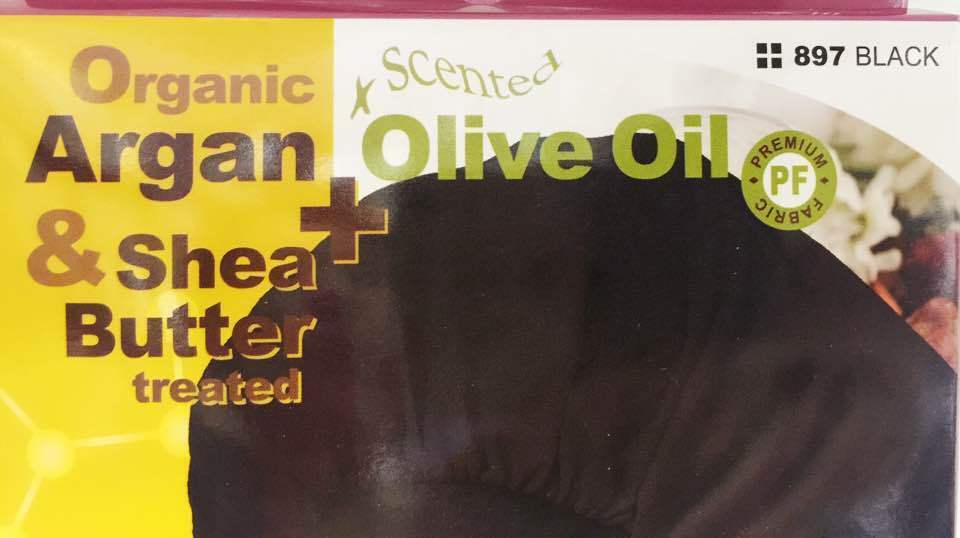 Organic
Argan
& Shea
Butter
treated
+
Scented
Olive Oil
897 BLACK
PREMIUM
PF
FABRIC